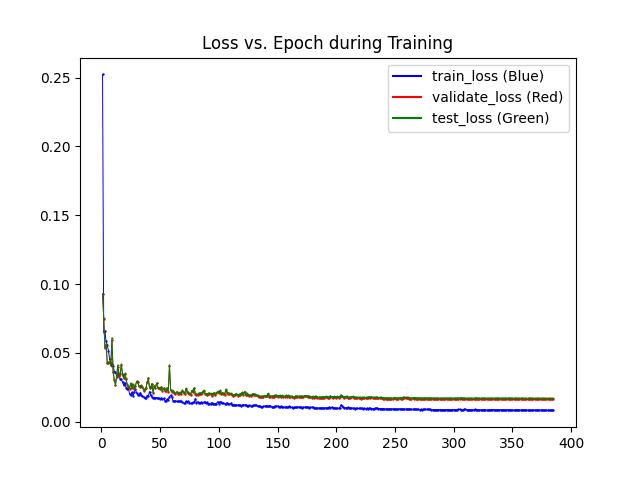 Loss vs. Epoch during Training
train_loss (Blue)
validate_loss (Red)
test_loss (Green)
0.25
0.20
0.15
0.10
0.05
0.00
0 50 100 150 200 250 300 350 400